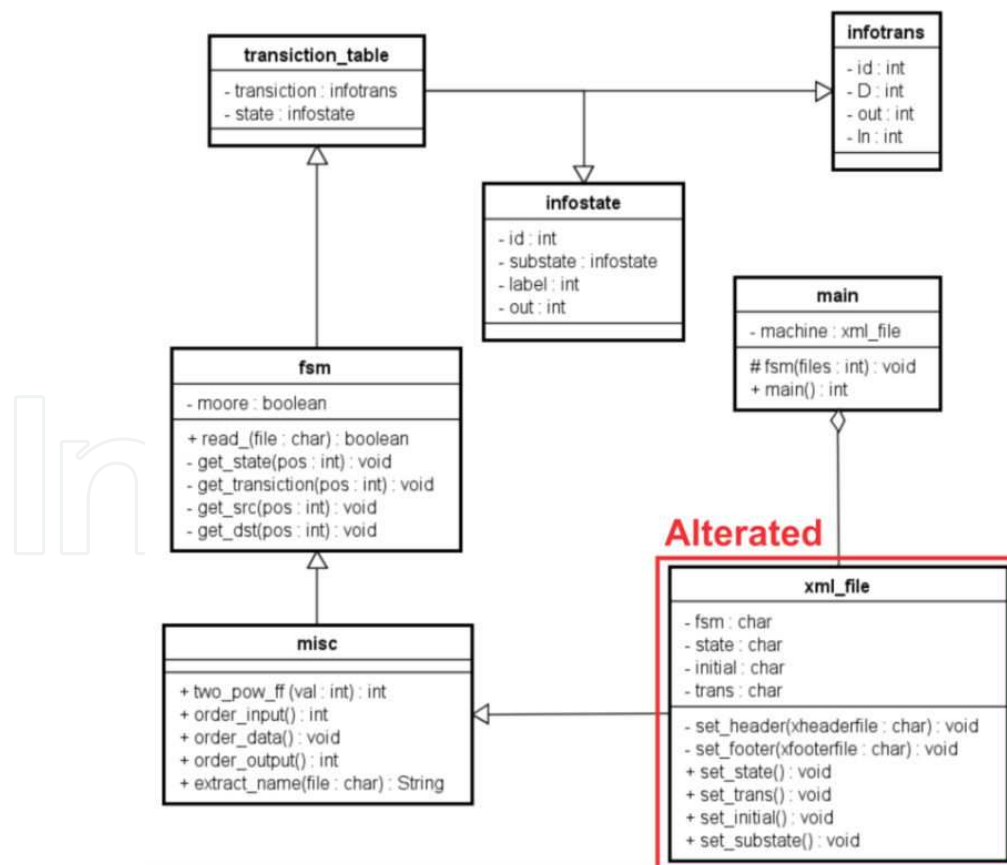 transiction_table
- transiction : infotrans
- state : infostate
infotrans
- id : int
- D : int
- out : int
- In : int
infostate
- id : int
- substate : infostate
- label : int
- out : int
main
- machine : xml_file
# fsm(files : int) : void
+ main() : int
fsm
- moore : boolean
+ read_(file : char) : boolean
- get_state(pos : int) : void
- get_transiction(pos : int) : void
- get_src(pos : int) : void
- get_dst(pos : int) : void
In
Alterated
xml_file
- fsm : char
- state : char
- initial : char
- trans : char
- set_header(xheaderfile : char) : void
- set_footer(xfooterfile : char) : void
+ set_state() : void
+ set_trans() : void
+ set_initial() : void
+ set_substate() : void
misc
+ two_pow_ff (val : int) : int
+ order_input() : int
+ order_data() : void
+ order_output() : int
+ extract_name(file : char) : String